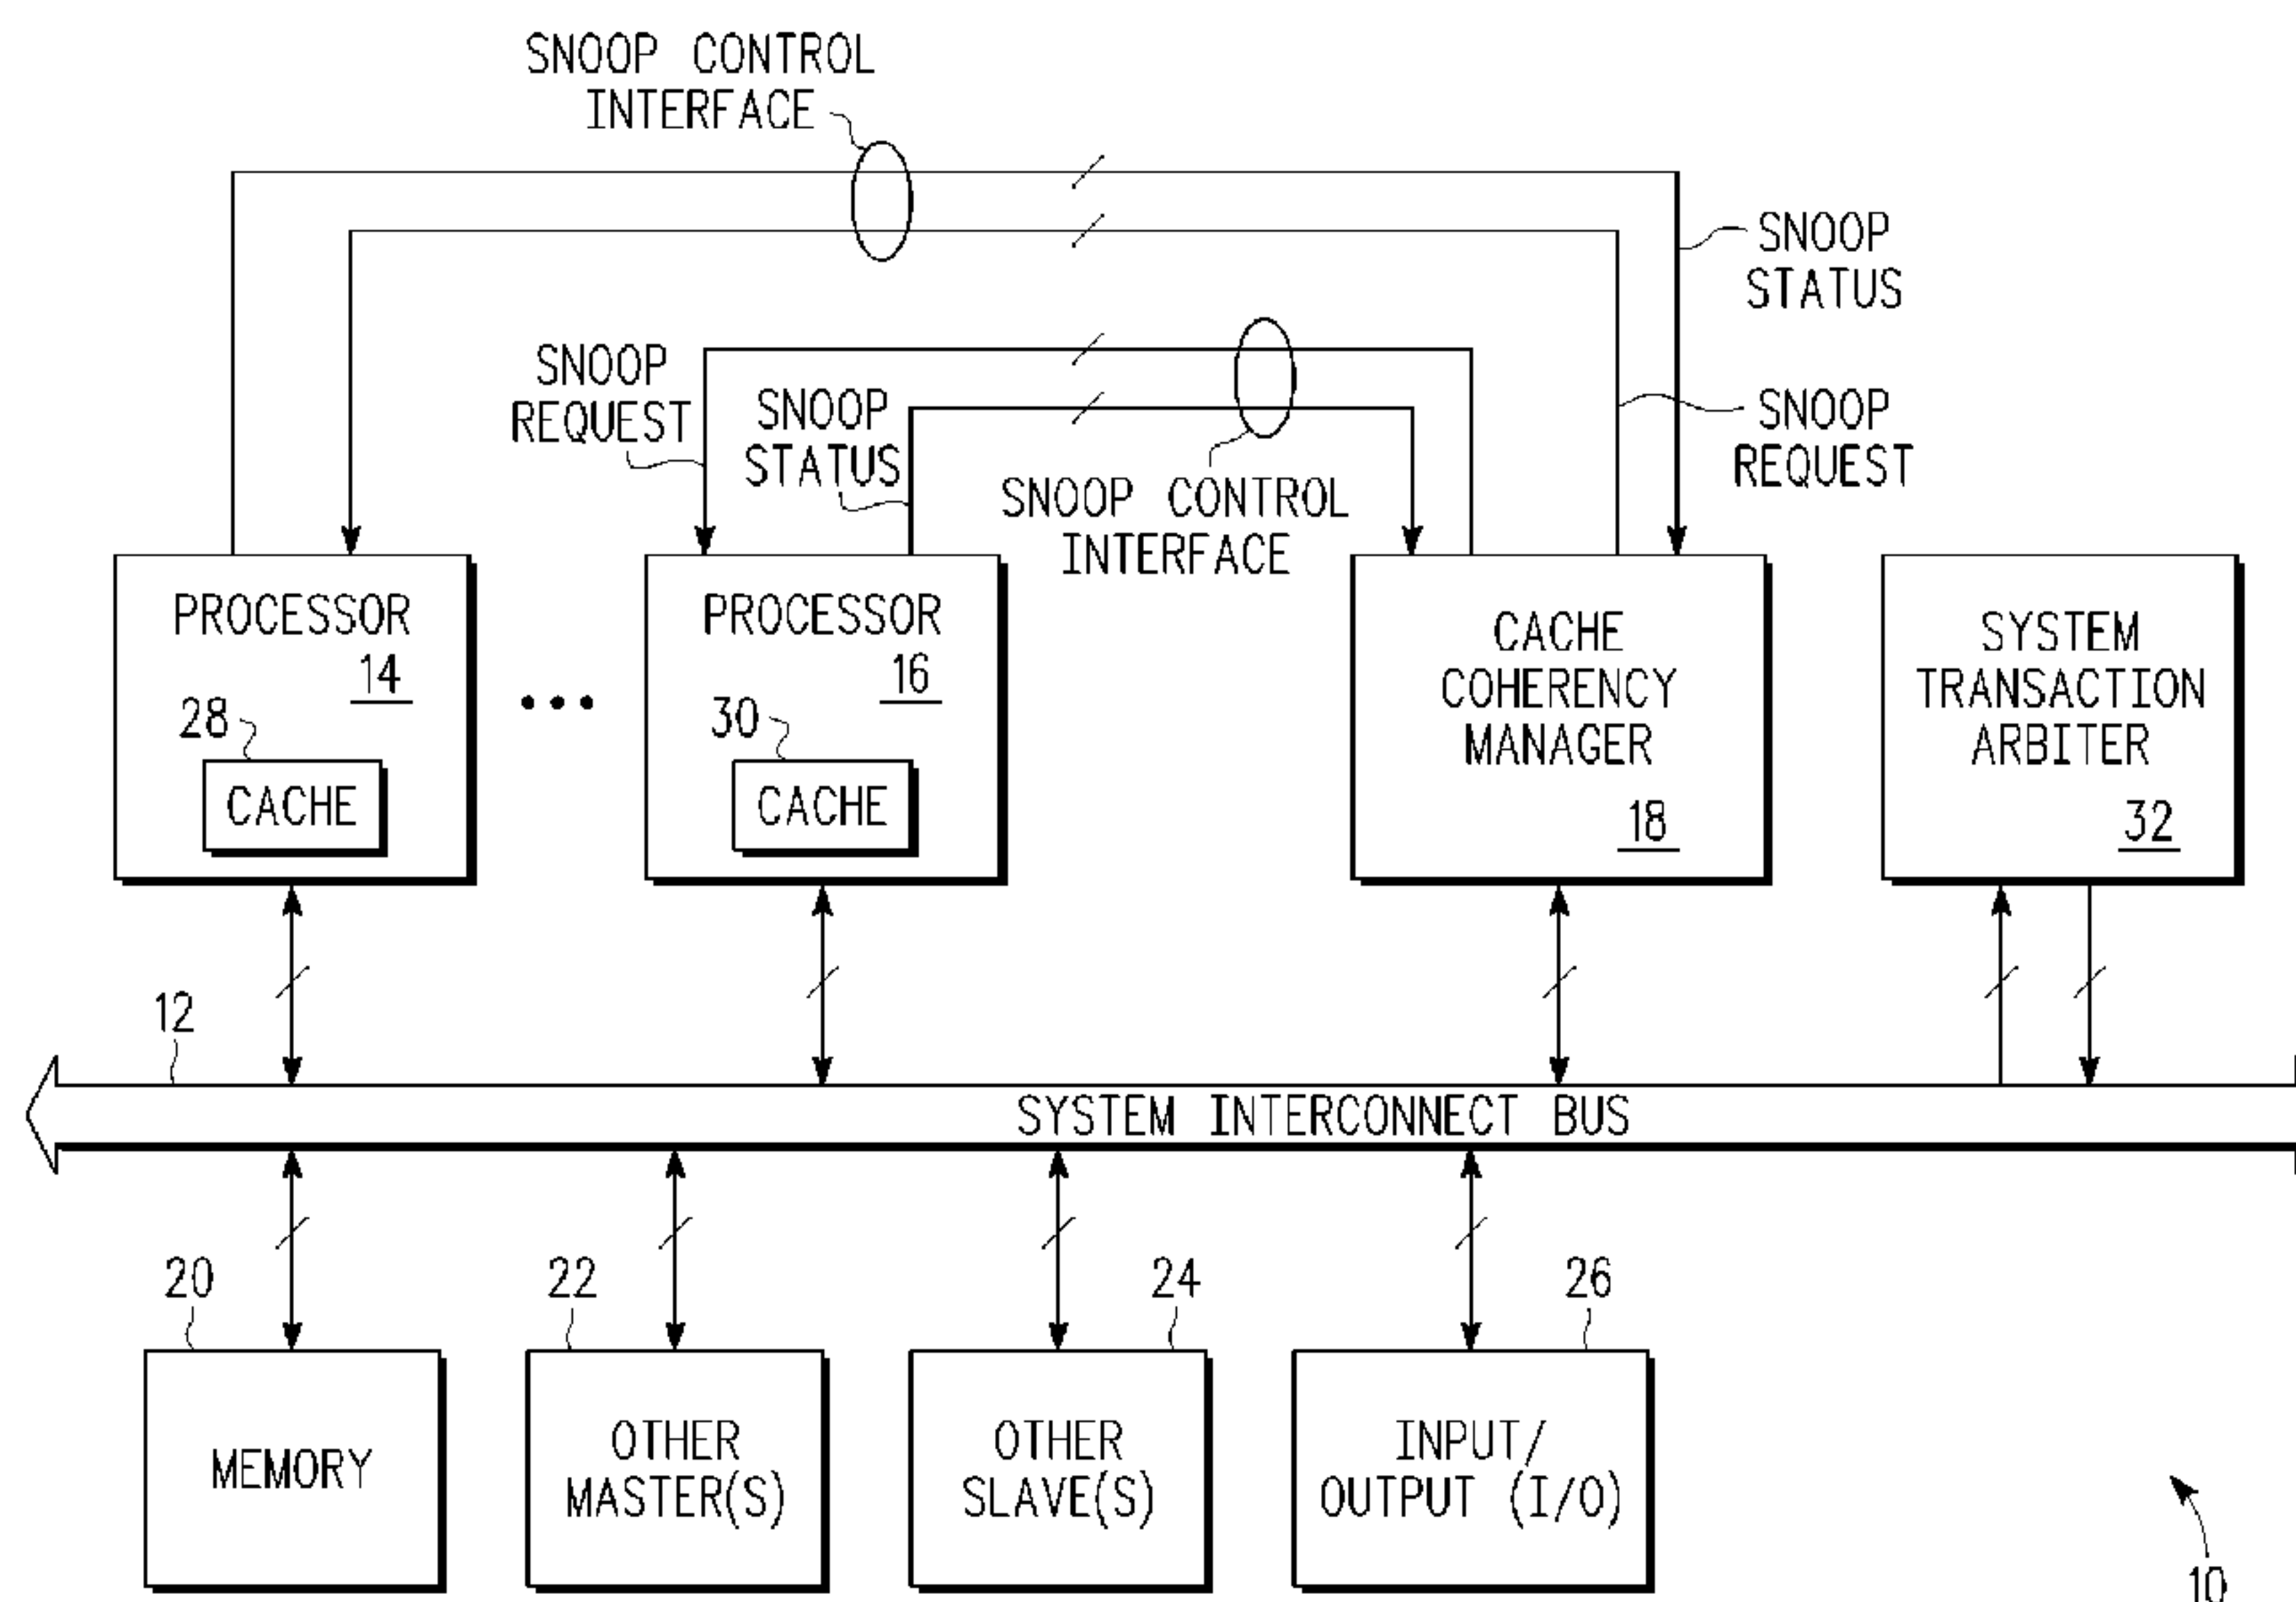 SNOOP CONTROL
INTERFACE
SNOOP
STATUS
SNOOP
REQUEST
SNOOP
STATUS
SNOOP
REQUEST
SNOOP CONTROL
INTERFACE
PROCESSOR
14
28
CACHE
PROCESSOR
16
30
CACHE
CACHE
COHERENCY
MANAGER
18
SYSTEM
TRANSACTION
ARBITER
32
12
SYSTEM INTERCONNECT BUS
20
MEMORY
22
OTHER
MASTER(S)
24
OTHER
SLAVE(S)
26
INPUT/
OUTPUT (I/O)
10